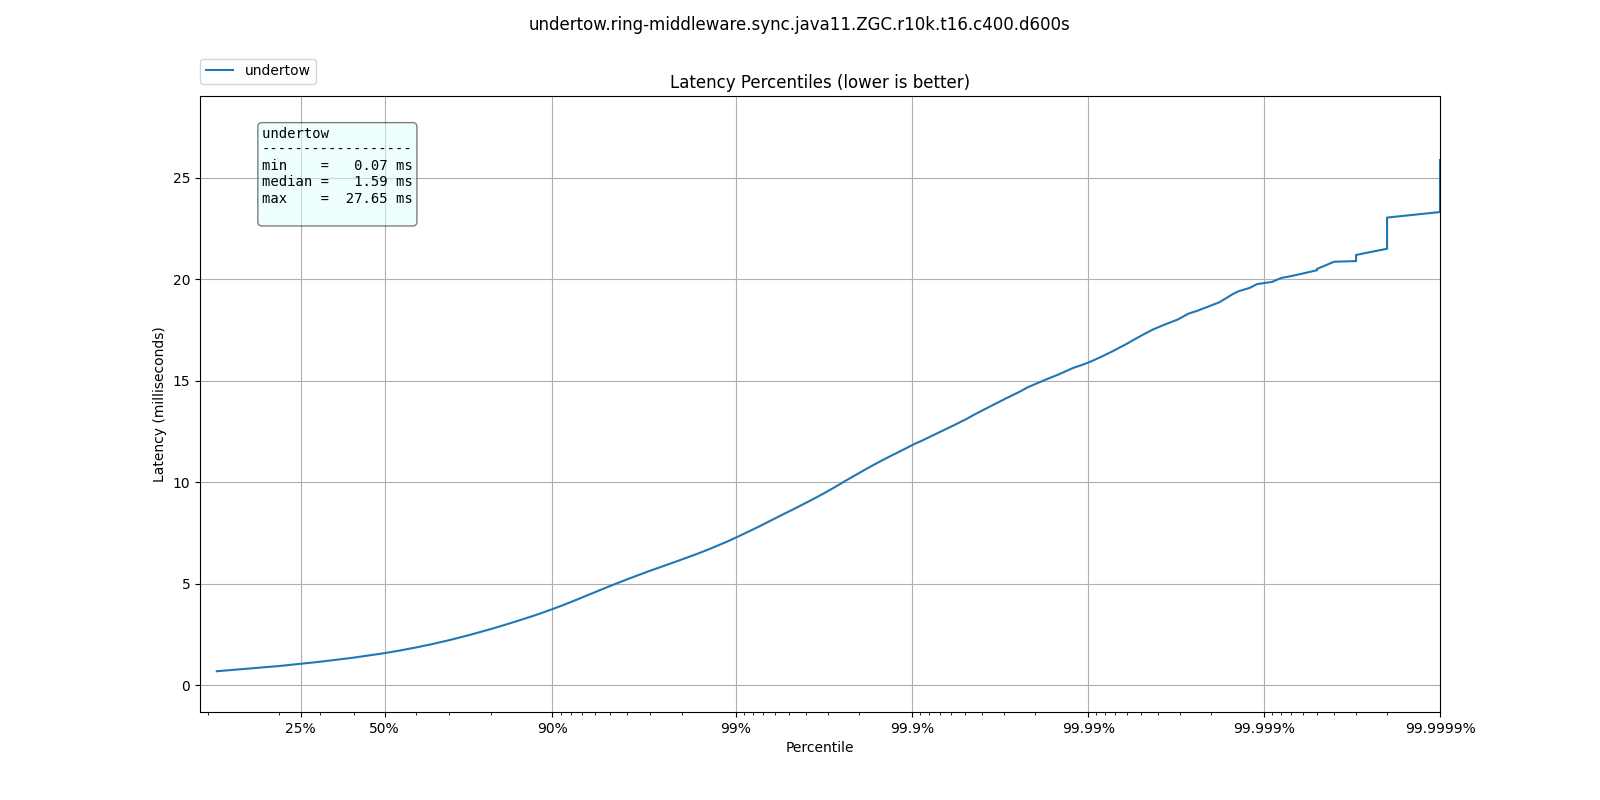 undertow.ring-middleware.sync.java11.ZGC.r10k.t16.c400.d600s
undertow
Latency Percentiles (lower is better)
undertow
------------------
min    =   0.07 ms
median =   1.59 ms
max    =  27.65 ms
25
20
15
10
5
0
Latency (milliseconds)
25% 50% 90% 99% 99.9% 99.99% 99.999% 99.9999%
Percentile